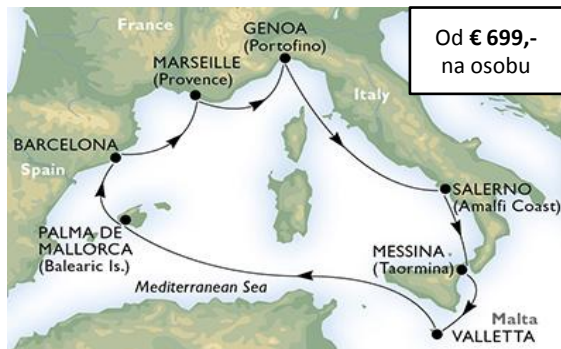 France
GENOA
(Portofino)
Od € 699,-
na osobu
MARSEILLE
(Provence)
Italy
BARCELONA
Spain
SALERNO
(Amalfi Coast)
PALMA DE
MALLORCA
(Balearic Is.)
MESSINA
(Taormina)
Mediterranean Sea
Malta
VALLETTA